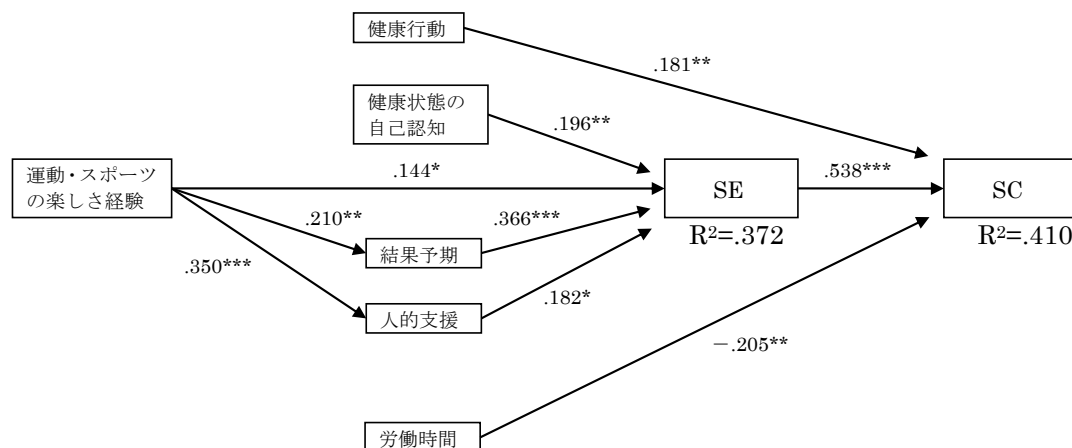 健康行動
.181**
健康状態の
自己認知
.196**
運動・スポーツ
の楽しさ経験
.144*
SE
.538***
SC
R²=.372
R²=.410
.210**
.366***
結果予期
.350***
人的支援
.182*
－.205**
労働時間